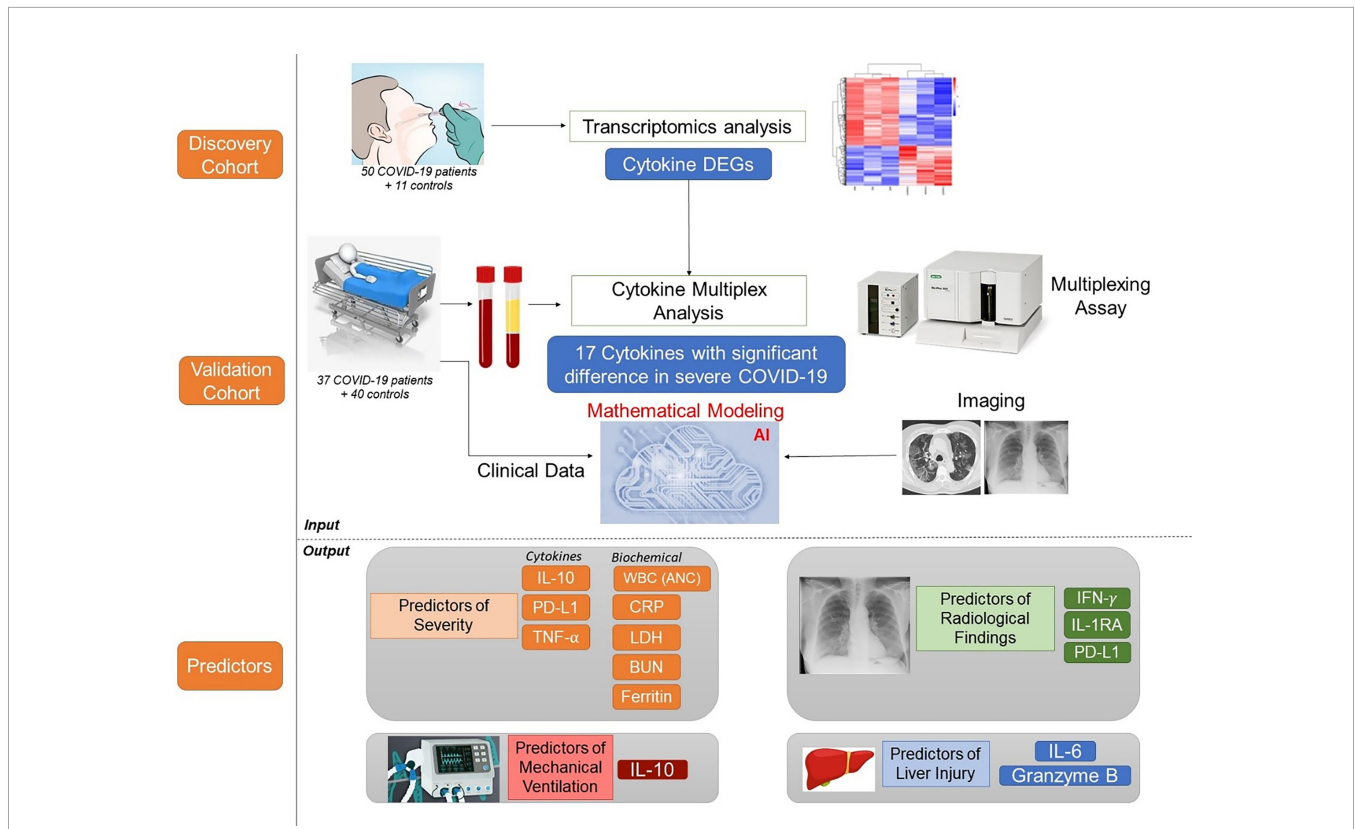 Discovery
Cohort
50 COVID-19 patients
+ 11 controls
Transcriptomics analysis
Cytokine DEGs
Validation
Cohort
37 COVID-19 patients
+ 40 controls
Cytokine Multiplex
Analysis
17 Cytokines with significant
difference in severe COVID-19
Multiplexing
Assay
Mathematical Modeling
AI
Clinical Data
Imaging
Input
Output
Predictors
Predictors of
Severity
Cytokines
IL-10
PD-L1
TNF-α
Biochemical
WBC (ANC)
CRP
LDH
BUN
Ferritin
Predictors of
Radiological
Findings
IFN-γ
IL-1RA
PD-L1
Predictors of
Mechanical
Ventilation
IL-10
Predictors of
Liver Injury
IL-6
Granzyme B